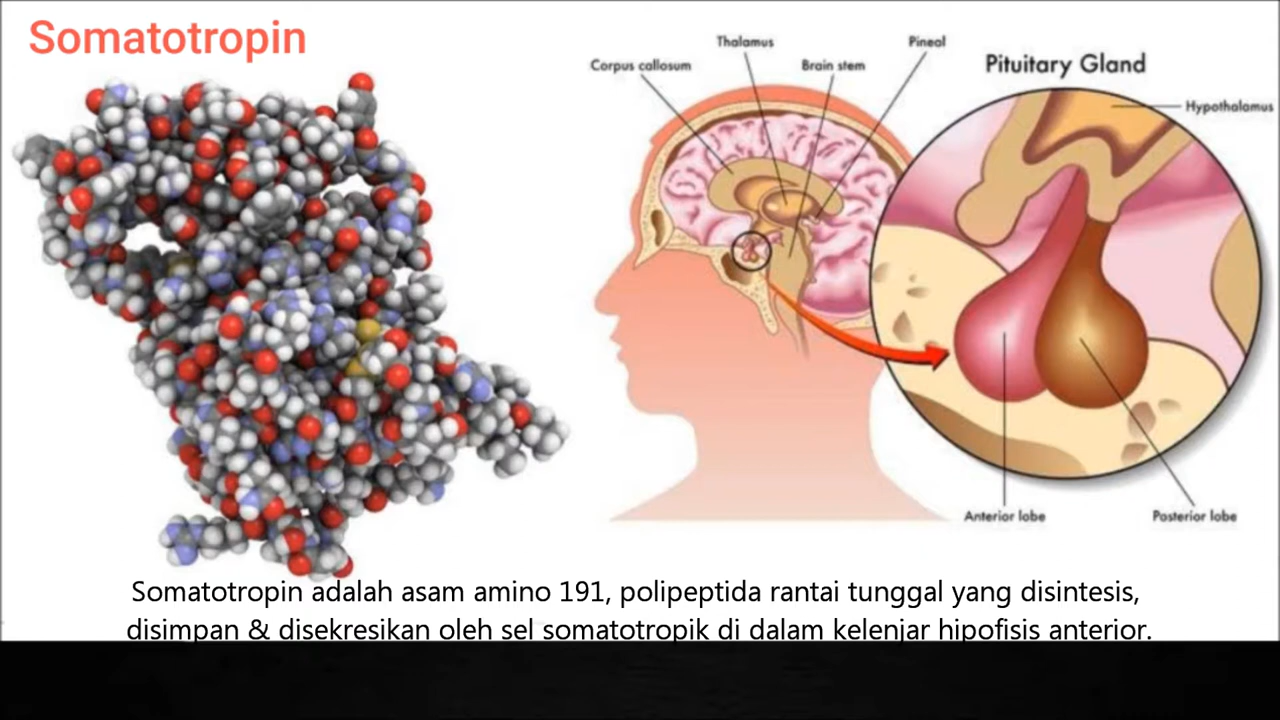 Somatotropin
Thalamus
Pineal
Corpus callosum
Brain stem
Pituitary Gland
Hypothalamus
Anterior lobe
Posterior lobe
Somatotropin adalah asam amino 191, polipeptida rantai tunggal yang disintesis,
disimpan & disekresikan oleh sel somatotropik di dalam kelenjar hipofisis anterior.